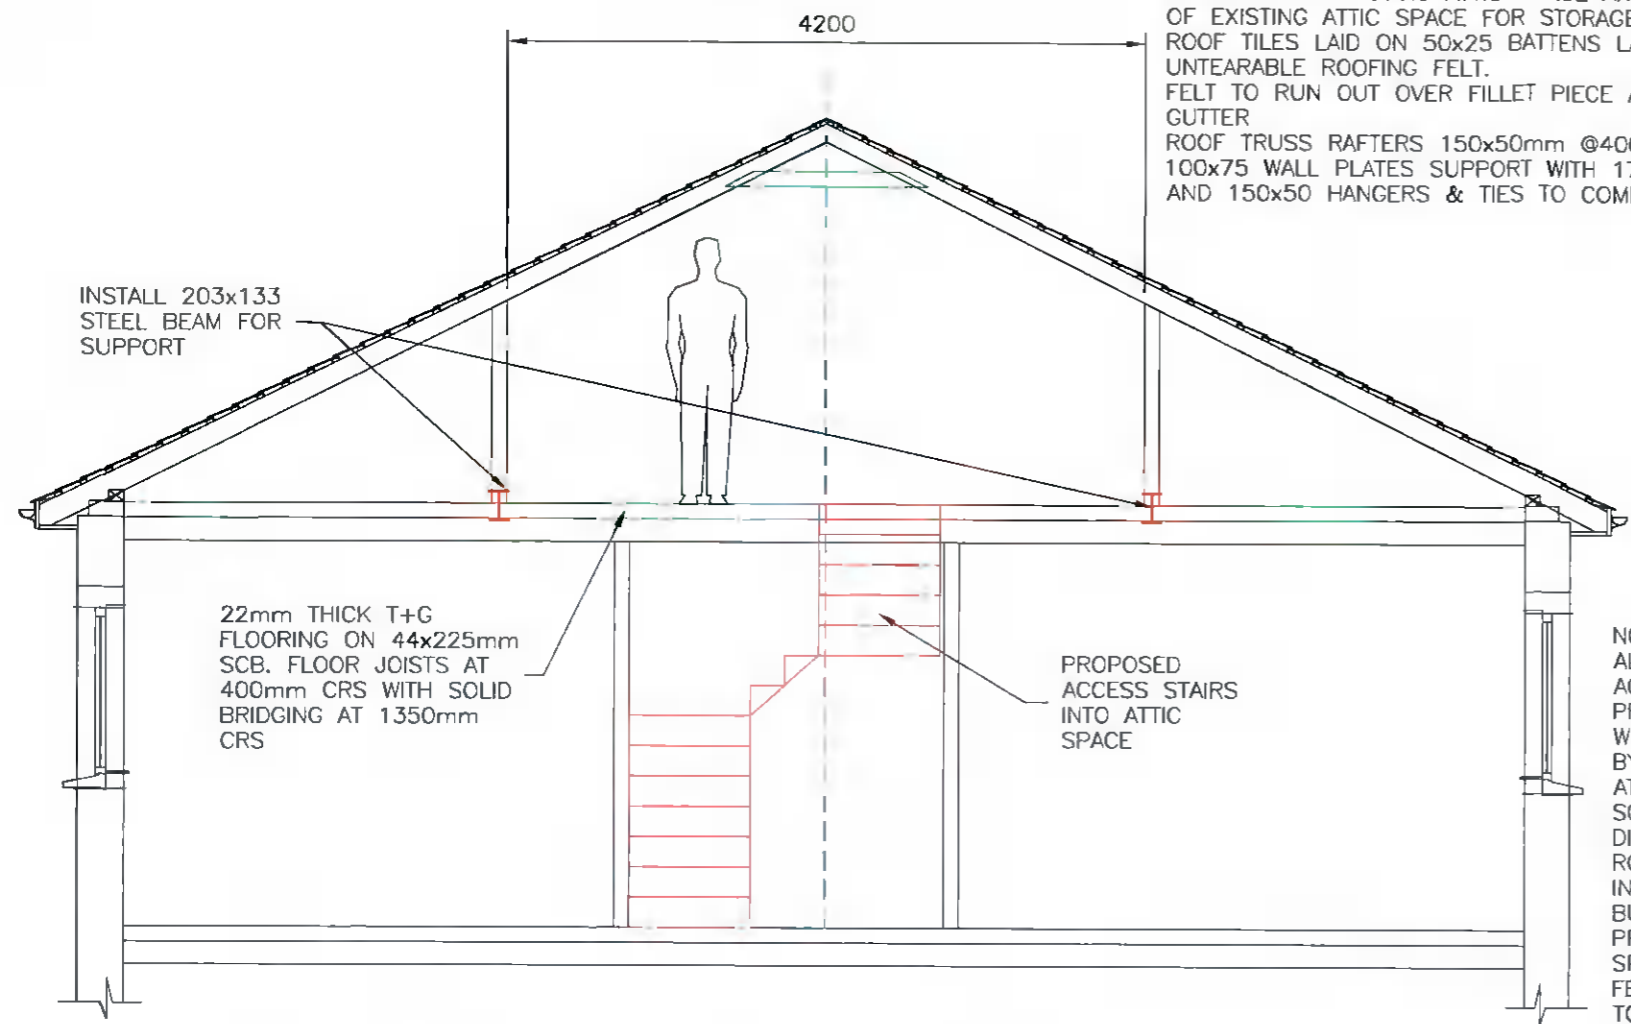 4200
OF EXISTING ATTIC SPACE FOR STORAGE
ROOF TILES LAID ON 50x25 BATTENS
UNTEARABLE ROOFING FELT.
FELT TO RUN OUT OVER FILLET PIECE
GUTTER
ROOF TRUSS RAFTERS 150x50mm
100x75 WALL PLATES SUPPORT WITH
AND 150x50 HANGERS & TIES TO
INSTALL 203x133
STEEL BEAM FOR
SUPPORT
22mm THICK T+G
FLOORING ON 44x225mm
SCB. FLOOR JOISTS AT
400mm CRS WITH SOLID
BRIDGING AT 1350mm
CRS
PROPOSED
ACCESS STAIRS
INTO ATTIC
SPACE